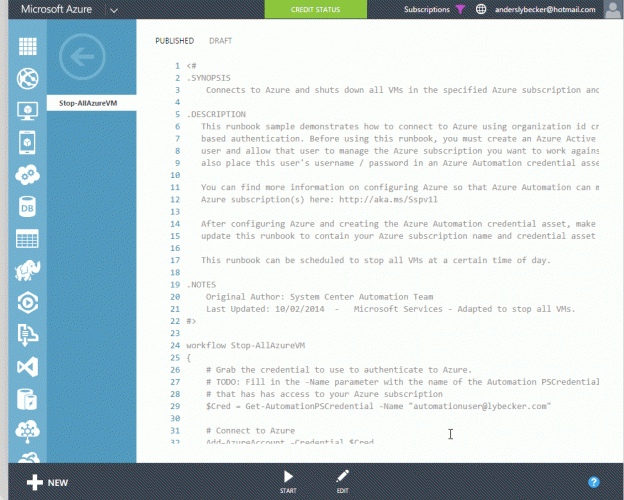 Microsoft Azure
CREDIT STATUS
Subscriptions
anderslybecker@hotmail.com
PUBLISHED DRAFT
Stop-AllAzureVM
1 <#
2 .SYNOPSIS
3 Connects to Azure and shuts down all VMs in the specified Azure subscription and
4
5 .DESCRIPTION
6 This runbook sample demonstrates how to connect to Azure using organization id cr
7 based authentication. Before using this runbook, you must create an Azure Active
8 user and allow that user to manage the Azure subscription you want to work agains
9 also place this user's username / password in an Azure Automation credential asse
10
11 You can find more information on configuring Azure so that Azure Automation can m
12 Azure subscription(s) here: http://aka.ms/Sspv1l
13
14 After configuring Azure and creating the Azure Automation credential asset, make
15 update this runbook to contain your Azure subscription name and credential asset
16
17 This runbook can be scheduled to stop all VMs at a certain time of day.
18
19 .NOTES
20 Original Author: System Center Automation Team
21 Last Updated: 10/02/2014 - Microsoft Services - Adapted to stop all VMs.
22 #>
23
24 workflow Stop-AllAzureVM
25 {
26 # Grab the credential to use to authenticate to Azure.
27 # TODO: Fill in the -Name parameter with the name of the Automation PSCredential
28 # that has has access to your Azure subscription
29 $Cred = Get-AutomationPSCredential -Name "automationuser@lybecker.com"
30
31 # Connect to Azure
32 Add-AzureAccount -Credential $Cred
DB
NEW
START
EDIT
?